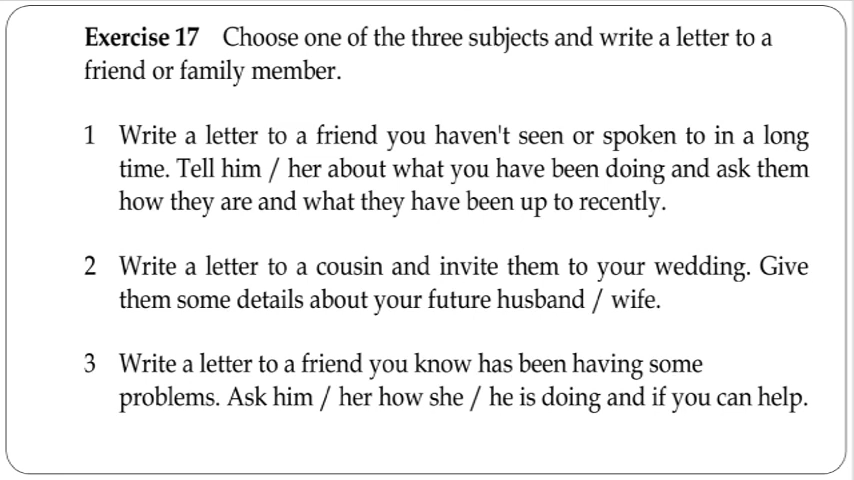 Exercise 17 Choose one of the three subjects and write a letter to a
friend or family member.
1 Write a letter to a friend you haven't seen or spoken to in a long
time. Tell him / her about what you have been doing and ask them
how they are and what they have been up to recently.
2 Write a letter to a cousin and invite them to your wedding. Give
them some details about your future husband / wife.
3 Write a letter to a friend you know has been having some
problems. Ask him / her how she / he is doing and if you can help.